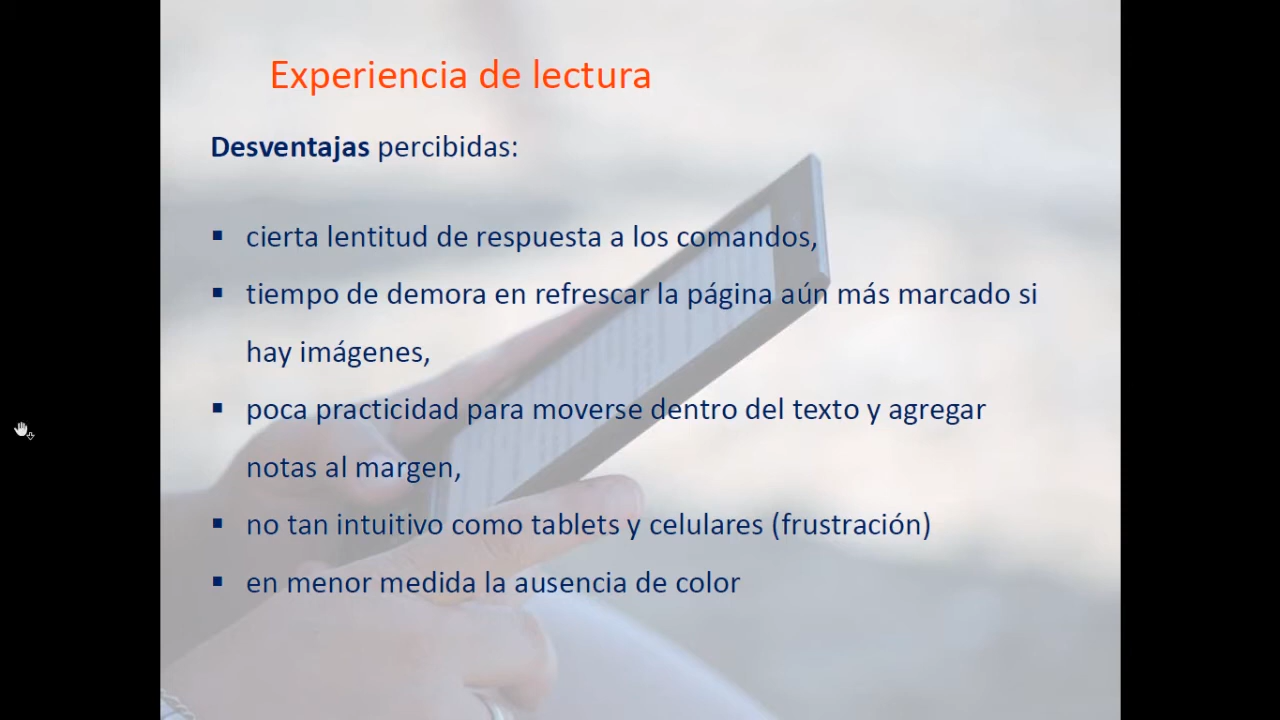 Experiencia de lectura
Desventajas percibidas:
▪ cierta lentitud de respuesta a los comandos,
▪ tiempo de demora en refrescar la página aún más marcado si
hay imágenes,
▪ poca practicidad para moverse dentro del texto y agregar
notas al margen,
▪ no tan intuitivo como tablets y celulares (frustración)
▪ en menor medida la ausencia de color